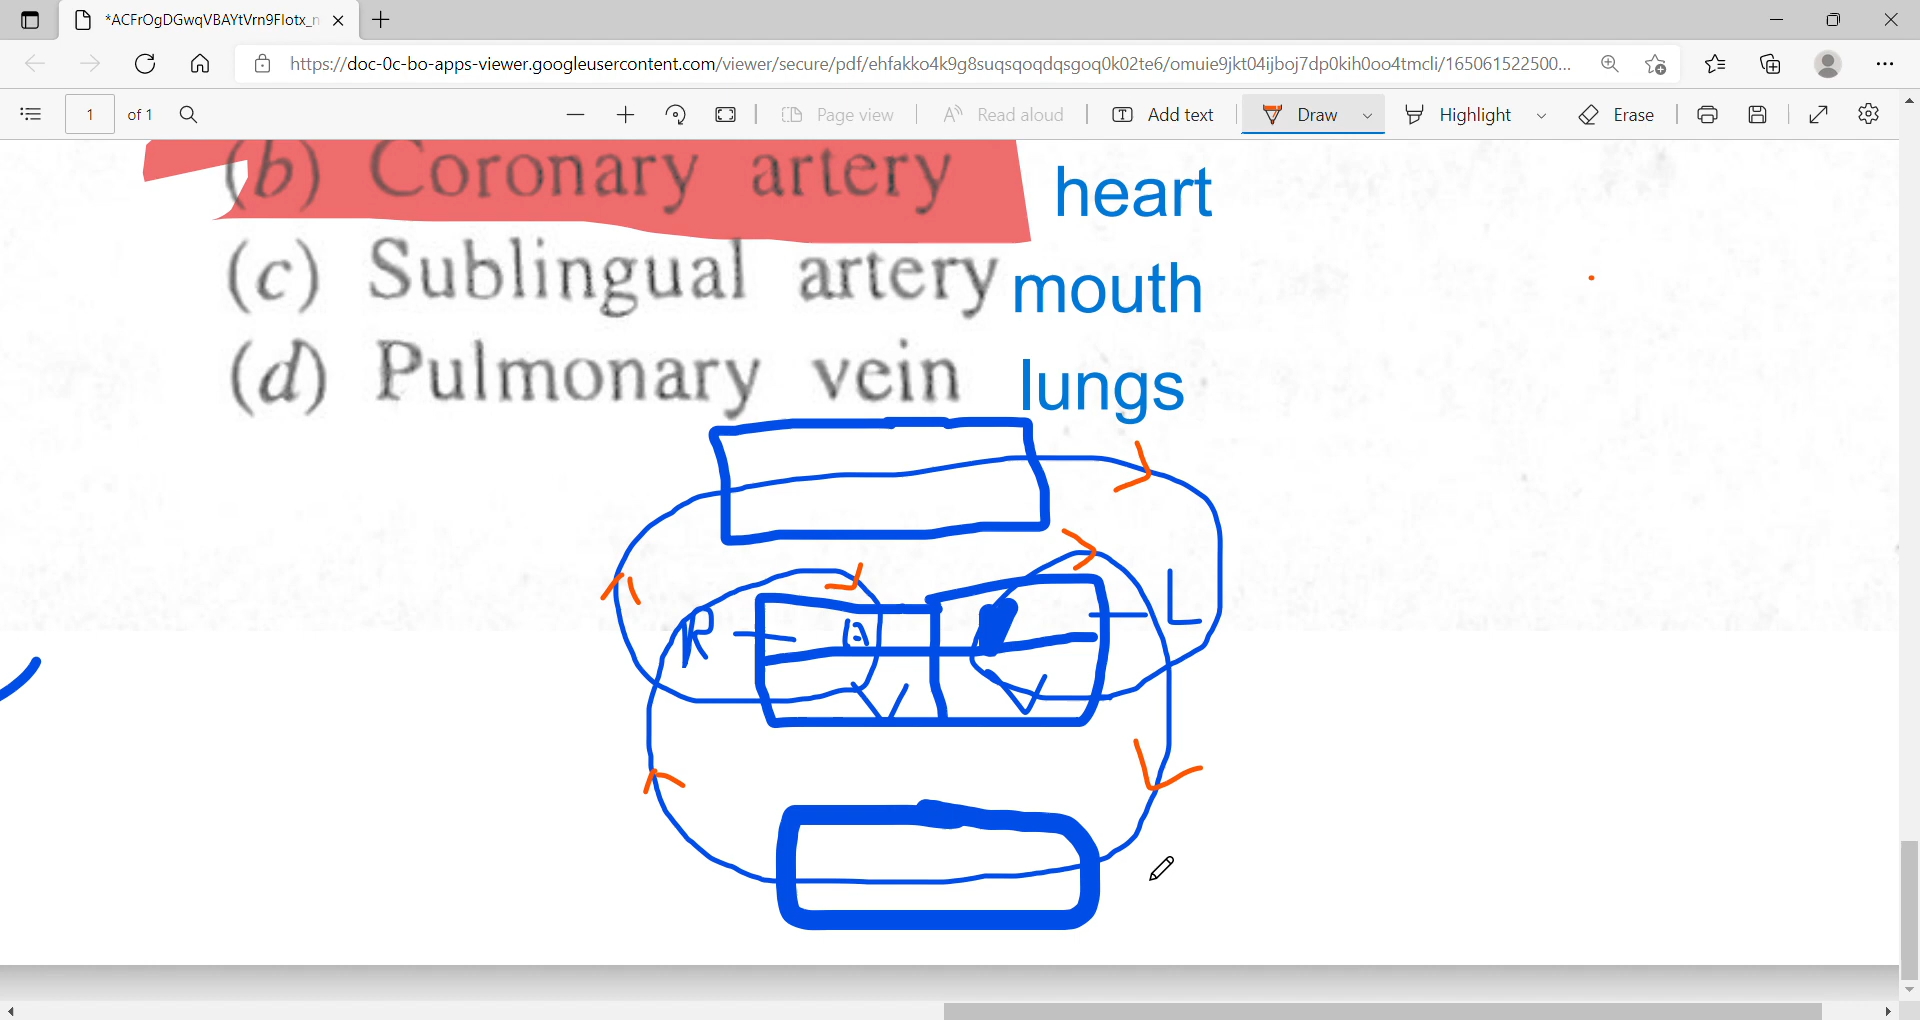 *ACFrOgDGwqVBAYtVrn9Flotx_n
https://doc-0c-bo-apps-viewer.googleusercontent.com/viewer/secure/pdf/ehfakko4k9g8suqsqoqdqsgoq0k02te6/omuie9jkt04ijboj7dp0kih0oo4tmcli/165061522500...
1 of 1 Page view Read aloud Add text Draw Highlight Erase
(b) Coronary artery heart
(c) Sublingual artery mouth
(d) Pulmonary vein lungs
R L
V V